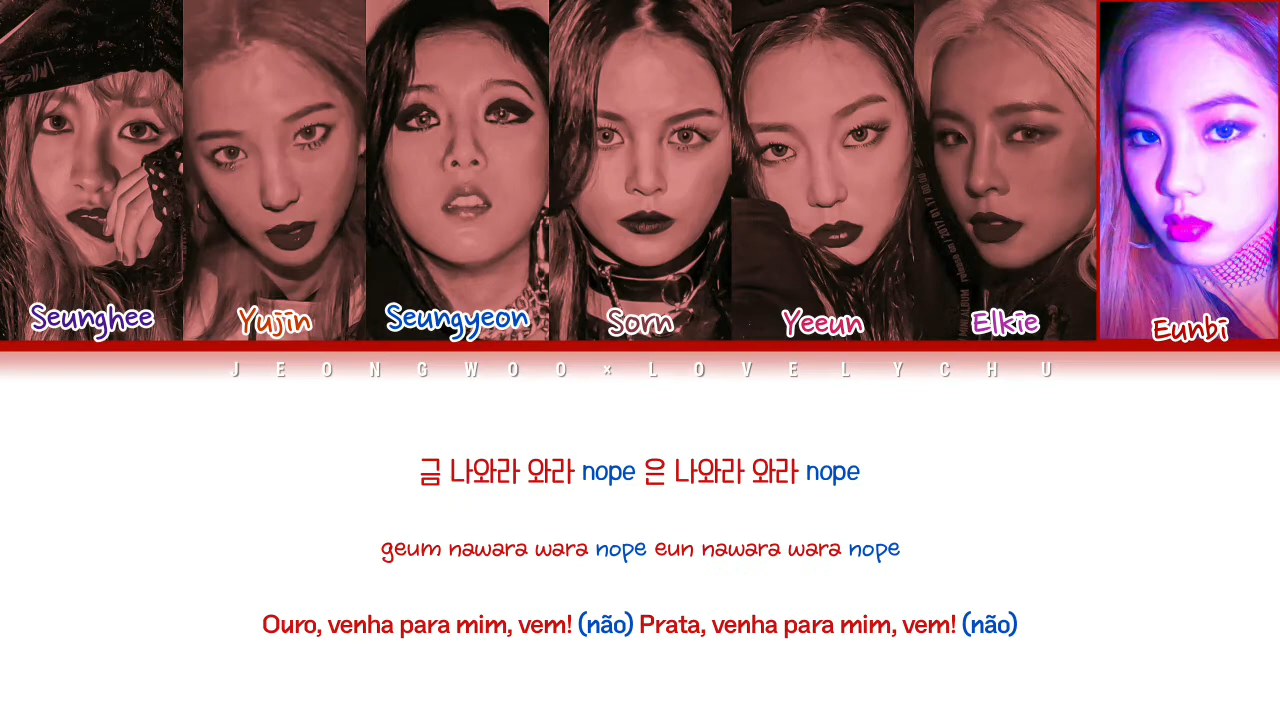 Seunghee Yujin Seungyeon Sorn Yeeun Elkie Eunbi
JEONGWOO×LOVELYCHU
금 나와라 와라 nope 은 나와라 와라 nope
geum nawara wara nope eun nawara wara nope
Ouro, venha para mim, vem! (não) Prata, venha para mim, vem! (não)